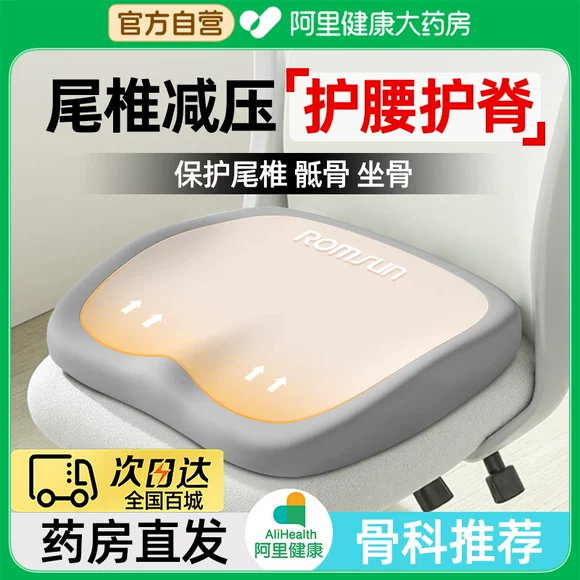 官方自营 阿里健康大药房
尾椎减压 护腰护脊
保护尾椎 骶骨 坐骨
ROMSUN
次日达
全国百城
药房直发
AliHealth
阿里健康
骨科推荐